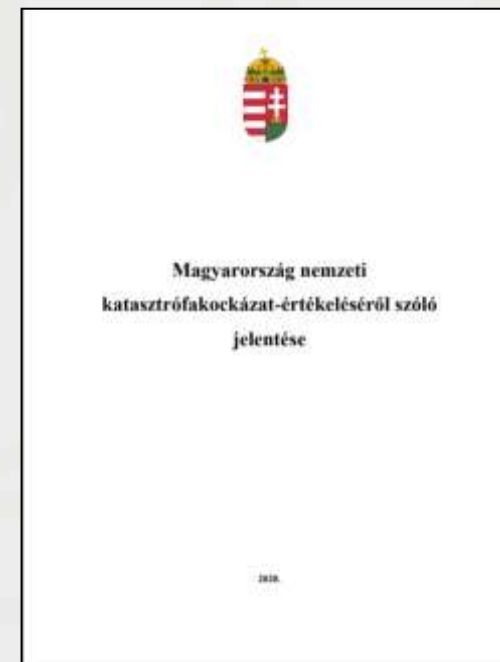 Magyarország nemzeti
katasztrófakockázat-értékeléséről szóló
jelentése
2020.